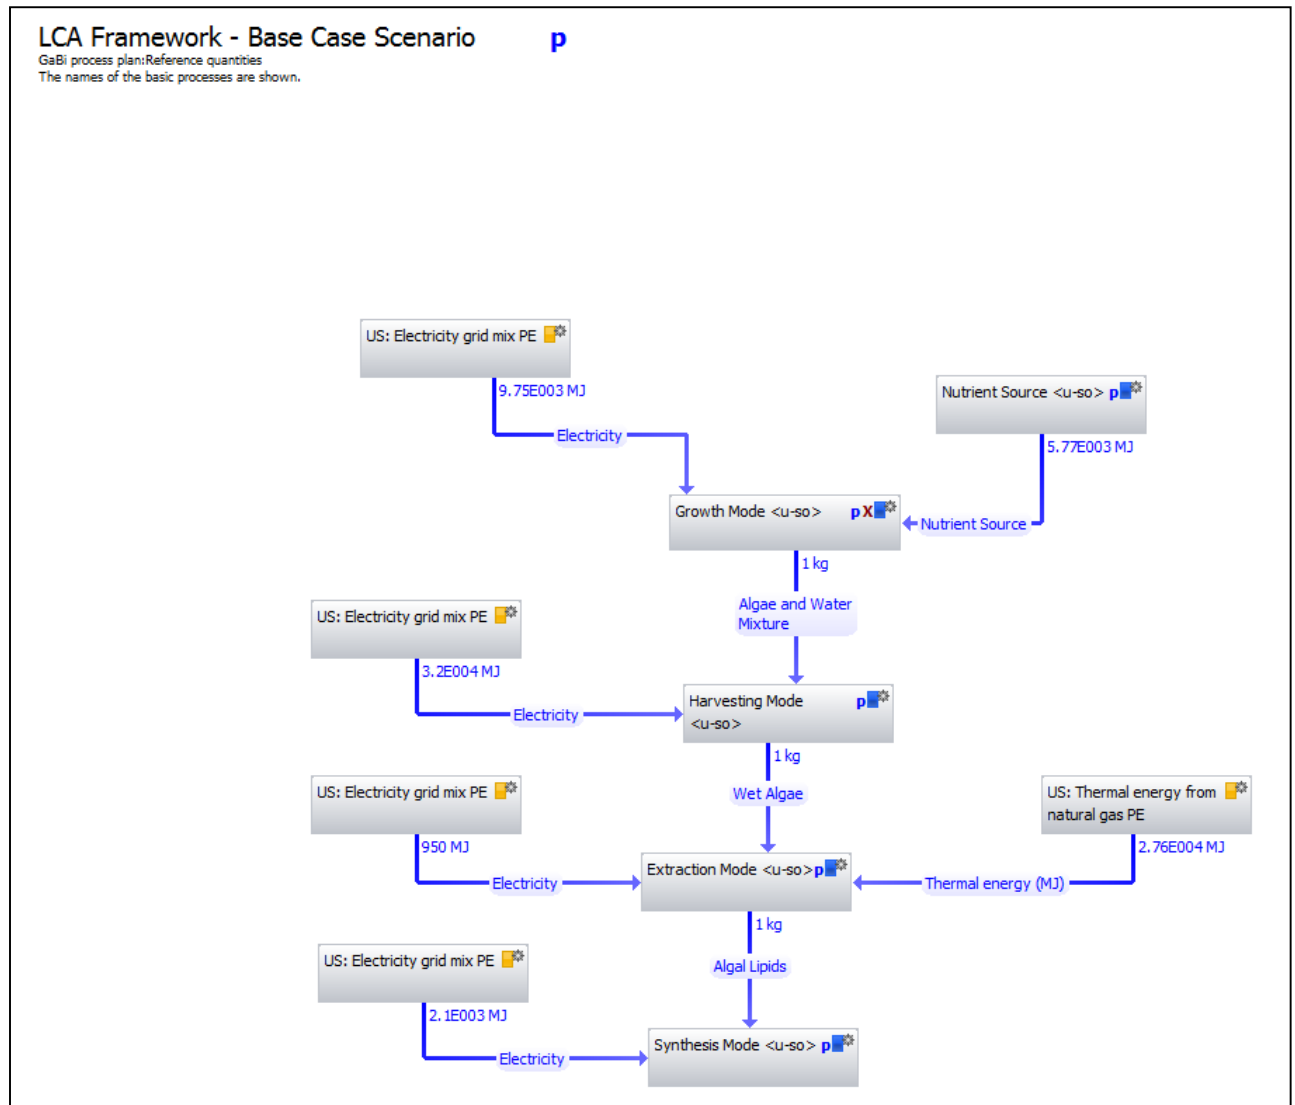 LCA Framework - Base Case Scenario p
GaBi process plan:Reference quantities
The names of the basic processes are shown.
US: Electricity grid mix PE
9.75E003 MJ
Electricity
Nutrient Source <u-so> p
5.77E003 MJ
Nutrient Source
Growth Mode <u-so> p X
1 kg
Algae and Water
Mixture
US: Electricity grid mix PE
3.2E004 MJ
Electricity
Harvesting Mode p
<u-so>
1 kg
Wet Algae
US: Electricity grid mix PE
950 MJ
Electricity
US: Thermal energy from
natural gas PE
2.76E004 MJ
Thermal energy (MJ)
Extraction Mode <u-so> p
1 kg
Algal Lipids
US: Electricity grid mix PE
2.1E003 MJ
Electricity
Synthesis Mode <u-so> p